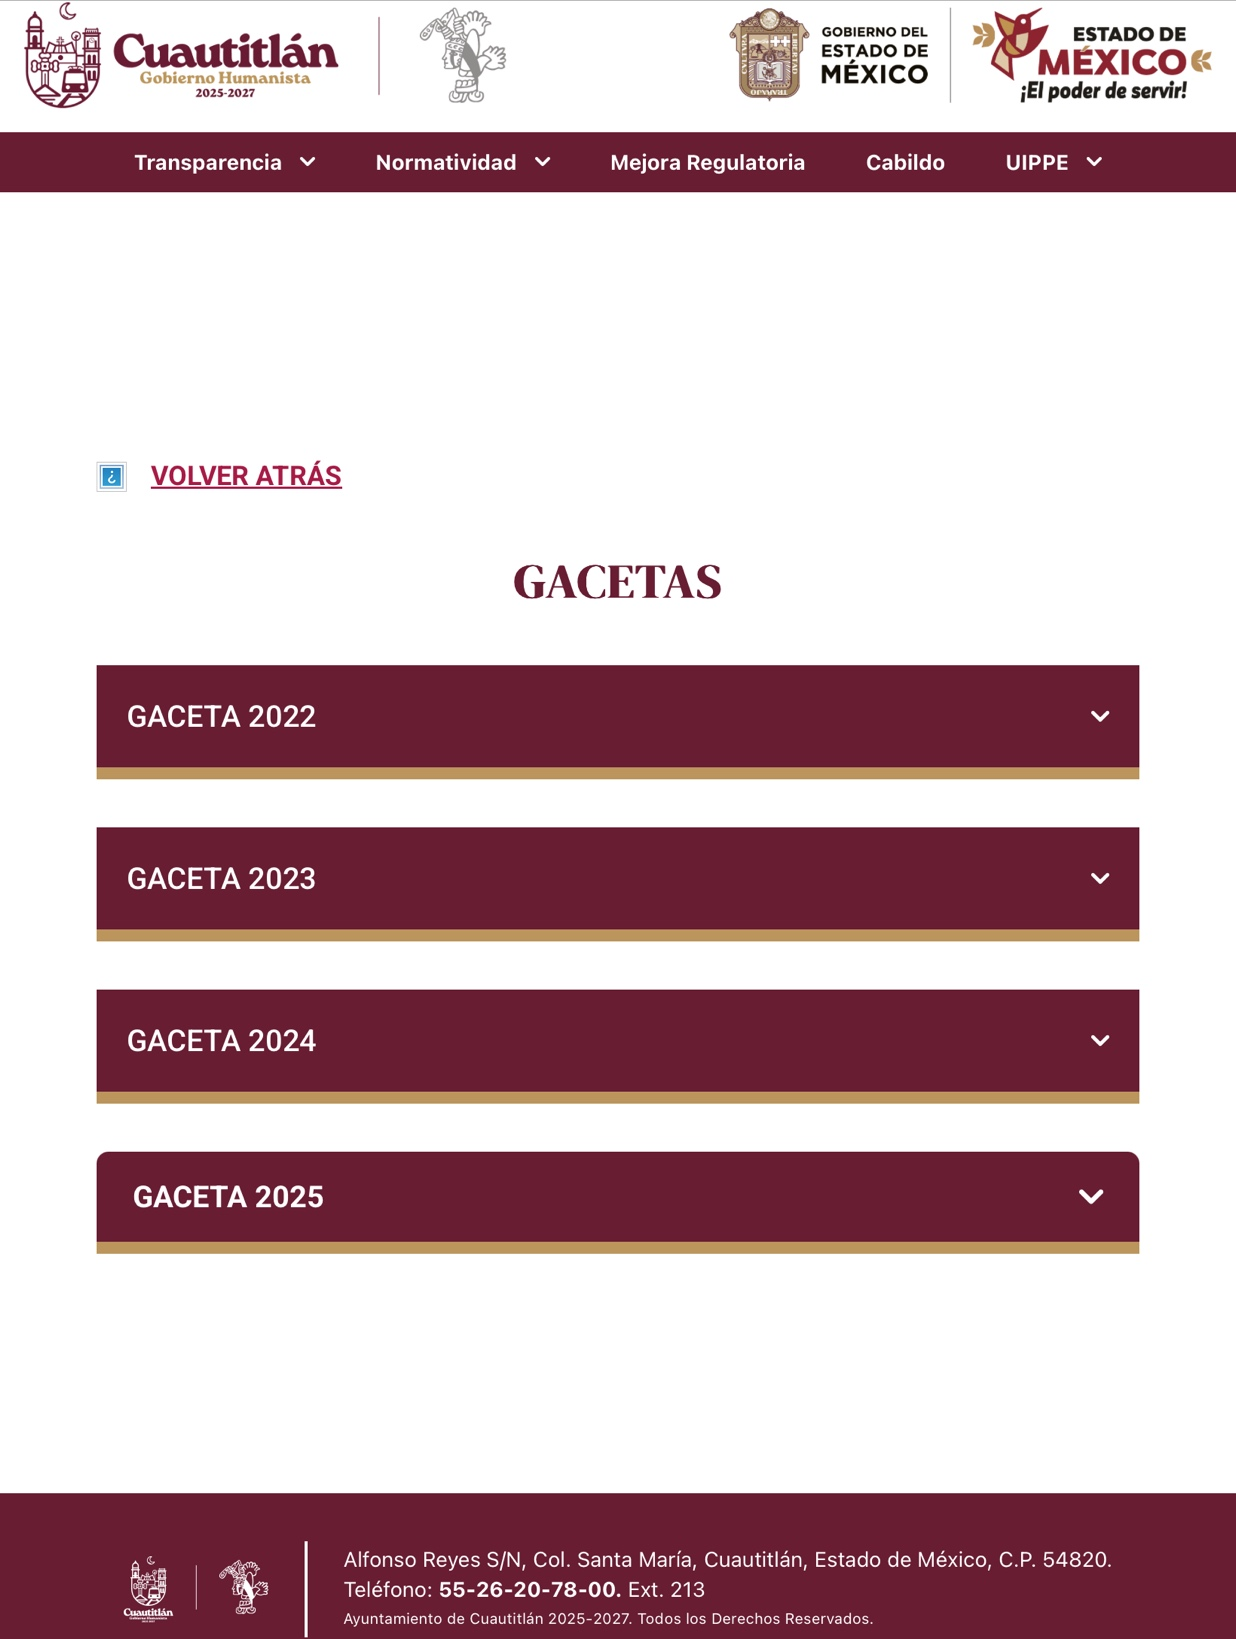 Cuautitlán
Gobierno Humanista
2025-2027
GOBIERNO DEL
ESTADO DE
MÉXICO
ESTADO DE
MÉXICO
¡El poder de servir!
Transparencia Normatividad Mejora Regulatoria Cabildo UIPPE
VOLVER ATRÁS
GACETAS
GACETA 2022
GACETA 2023
GACETA 2024
GACETA 2025
Cuautitlán
Alfonso Reyes S/N, Col. Santa María, Cuautitlán, Estado de México, C.P. 54820.
Teléfono: 55-26-20-78-00. Ext. 213
Ayuntamiento de Cuautitlán 2025-2027. Todos los Derechos Reservados.